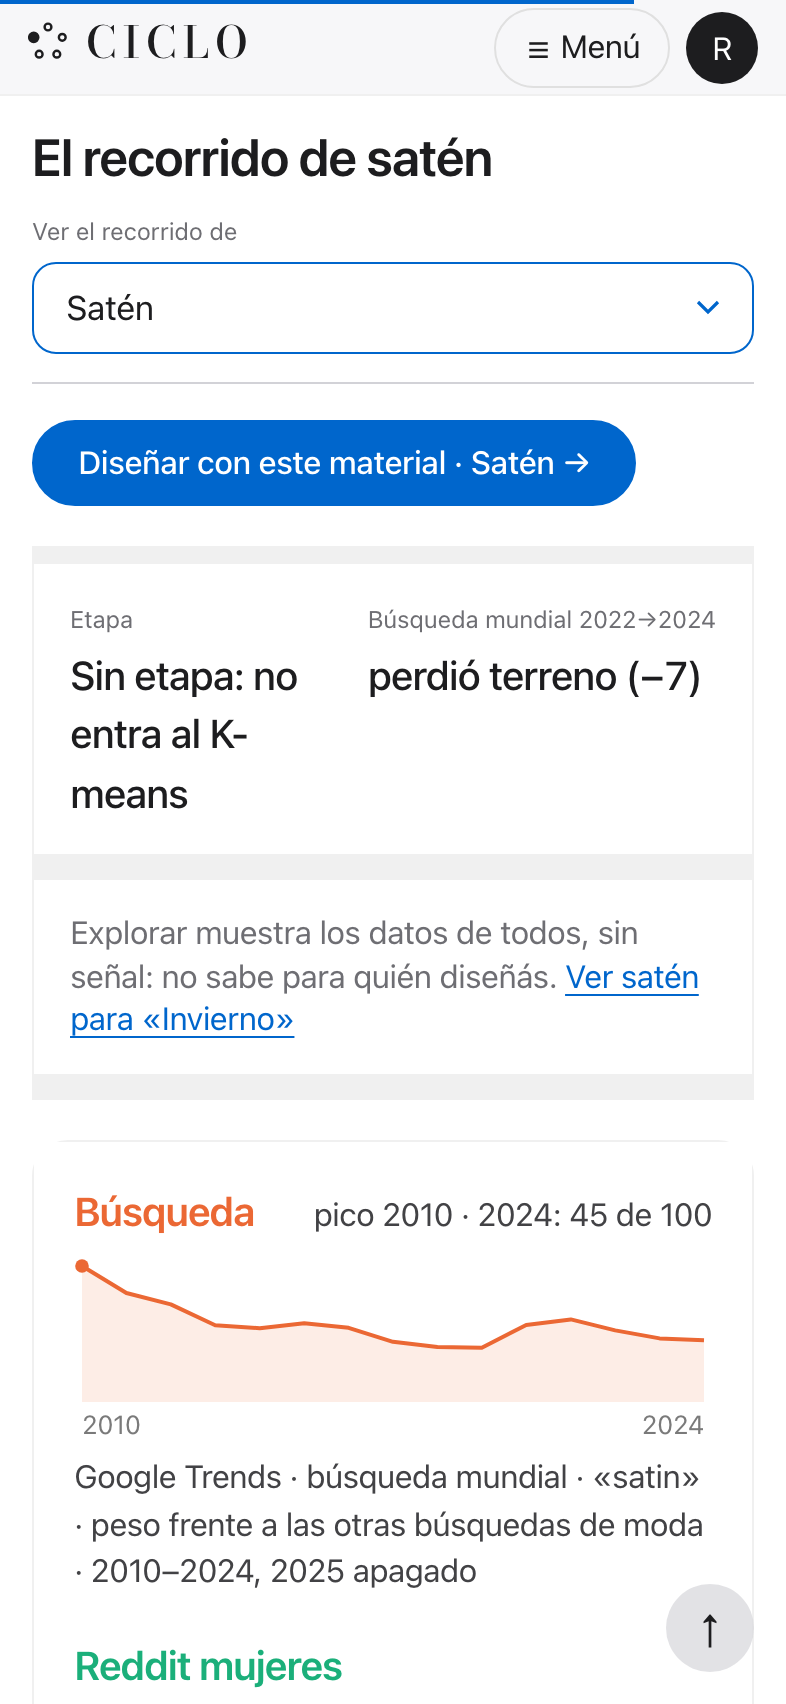 CICLO
≡ Menú
R
El recorrido de satén
Ver el recorrido de
Satén
Diseñar con este material · Satén →
Etapa
Sin etapa: no
entra al K-
means
Búsqueda mundial 2022→2024
perdió terreno (−7)
Explorar muestra los datos de todos, sin
señal: no sabe para quién diseñás. Ver satén
para «Invierno»
Búsqueda
pico 2010 · 2024: 45 de 100
2010
2024
Google Trends · búsqueda mundial · «satin»
· peso frente a las otras búsquedas de moda
· 2010–2024, 2025 apagado
↑
Reddit mujeres